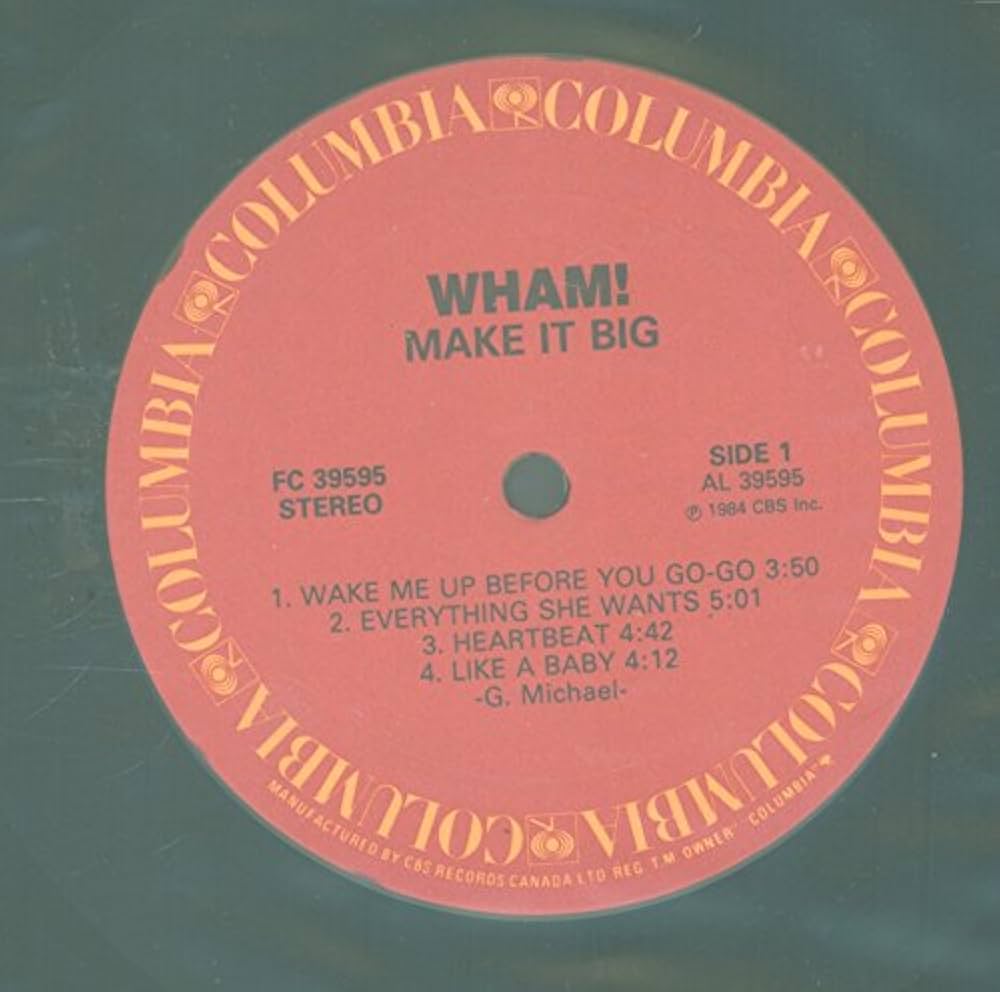 COLUMBIA COLUMBIA COLUMBIA COLUMBIA COLUMBIA COLUMBIA COLUMBIA
WHAM!
MAKE IT BIG
FC 39595
STEREO
SIDE 1
AL 39595
℗ 1984 CBS Inc.
1. WAKE ME UP BEFORE YOU GO-GO 3:50
2. EVERYTHING SHE WANTS 5:01
3. HEARTBEAT 4:42
4. LIKE A BABY 4:12
-G. Michael-
MANUFACTURED BY CBS RECORDS CANADA LTD REG. T.M OWNER "COLUMBIA"